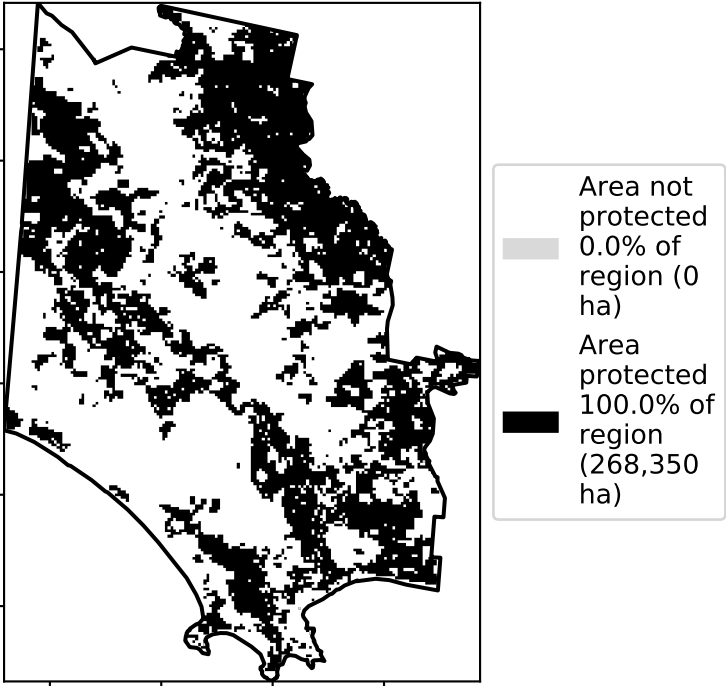 Area not
protected
0.0% of
region (0
ha)
Area
protected
100.0% of
region
(268,350
ha)